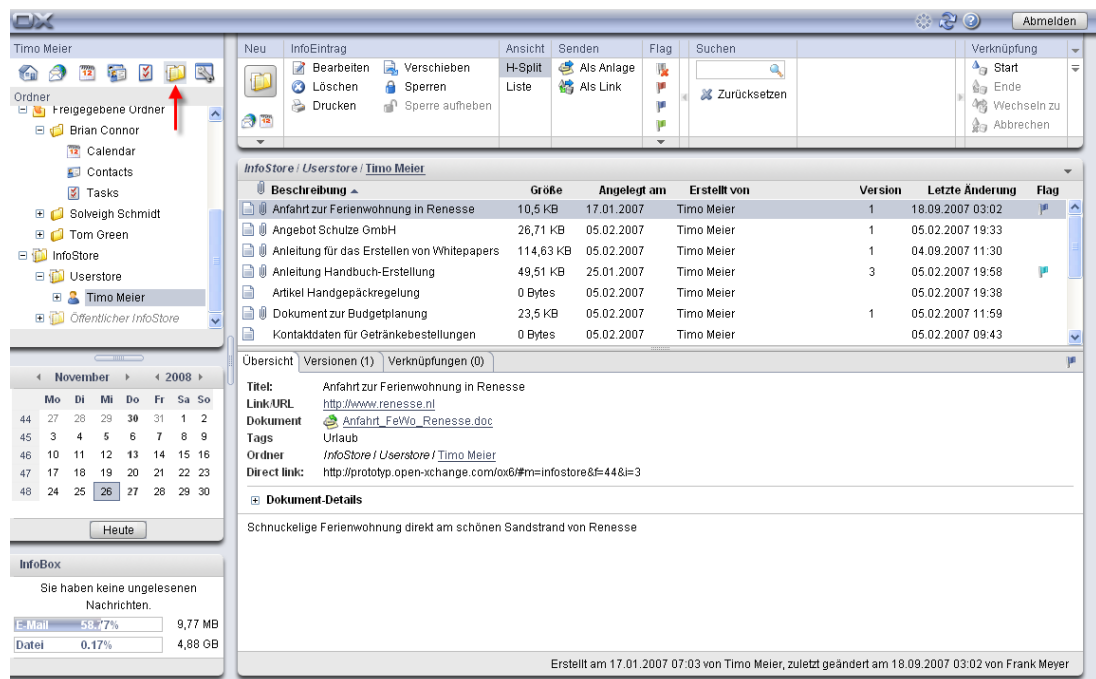 OX
Abmelden
Timo Meier
Ordner
Freigegebene Ordner
Brian Connor
Calendar
Contacts
Tasks
Solveigh Schmidt
Tom Green
InfoStore
Userstore
Timo Meier
Öffentlicher InfoStore
November 2008
Mo Di Mi Do Fr Sa So
44 27 28 29 30 31 1 2
45 3 4 5 6 7 8 9
46 10 11 12 13 14 15 16
47 17 18 19 20 21 22 23
48 24 25 26 27 28 29 30
Heute
InfoBox
Sie haben keine ungelesenen
Nachrichten.
E-Mail 58.77% 9,77 MB
Datei 0.17% 4,88 GB
Neu InfoEintrag Ansicht Senden Flag Suchen Verknüpfung
Bearbeiten Verschieben H-Split Als Anlage Start
Löschen Sperren Liste Als Link Zurücksetzen Ende
Drucken Sperre aufheben Wechseln zu
Abbrechen
InfoStore / Userstore / Timo Meier
Beschreibung Größe Angelegt am Erstellt von Version Letzte Änderung Flag
Anfahrt zur Ferienwohnung in Renesse 10,5 KB 17.01.2007 Timo Meier 1 18.09.2007 03:02
Angebot Schulze GmbH 26,71 KB 05.02.2007 Timo Meier 1 05.02.2007 19:33
Anleitung für das Erstellen von Whitepapers 114,63 KB 05.02.2007 Timo Meier 1 04.09.2007 11:30
Anleitung Handbuch-Erstellung 49,51 KB 25.01.2007 Timo Meier 3 05.02.2007 19:58
Artikel Handgepäckregelung 0 Bytes 05.02.2007 Timo Meier 05.02.2007 19:38
Dokument zur Budgetplanung 23,5 KB 05.02.2007 Timo Meier 1 05.02.2007 11:59
Kontaktdaten für Getränkebestellungen 0 Bytes 05.02.2007 Timo Meier 05.02.2007 09:43
Übersicht Versionen (1) Verknüpfungen (0)
Titel: Anfahrt zur Ferienwohnung in Renesse
Link/URL http://www.renesse.nl
Dokument Anfahrt_FeWo_Renesse.doc
Tags Urlaub
Ordner InfoStore / Userstore / Timo Meier
Direct link: http://prototyp.open-xchange.com/ox6/#m=infostore&f=44&i=3
Dokument-Details
Schnuckelige Ferienwohnung direkt am schönen Sandstrand von Renesse
Erstellt am 17.01.2007 07:03 von Timo Meier, zuletzt geändert am 18.09.2007 03:02 von Frank Meyer